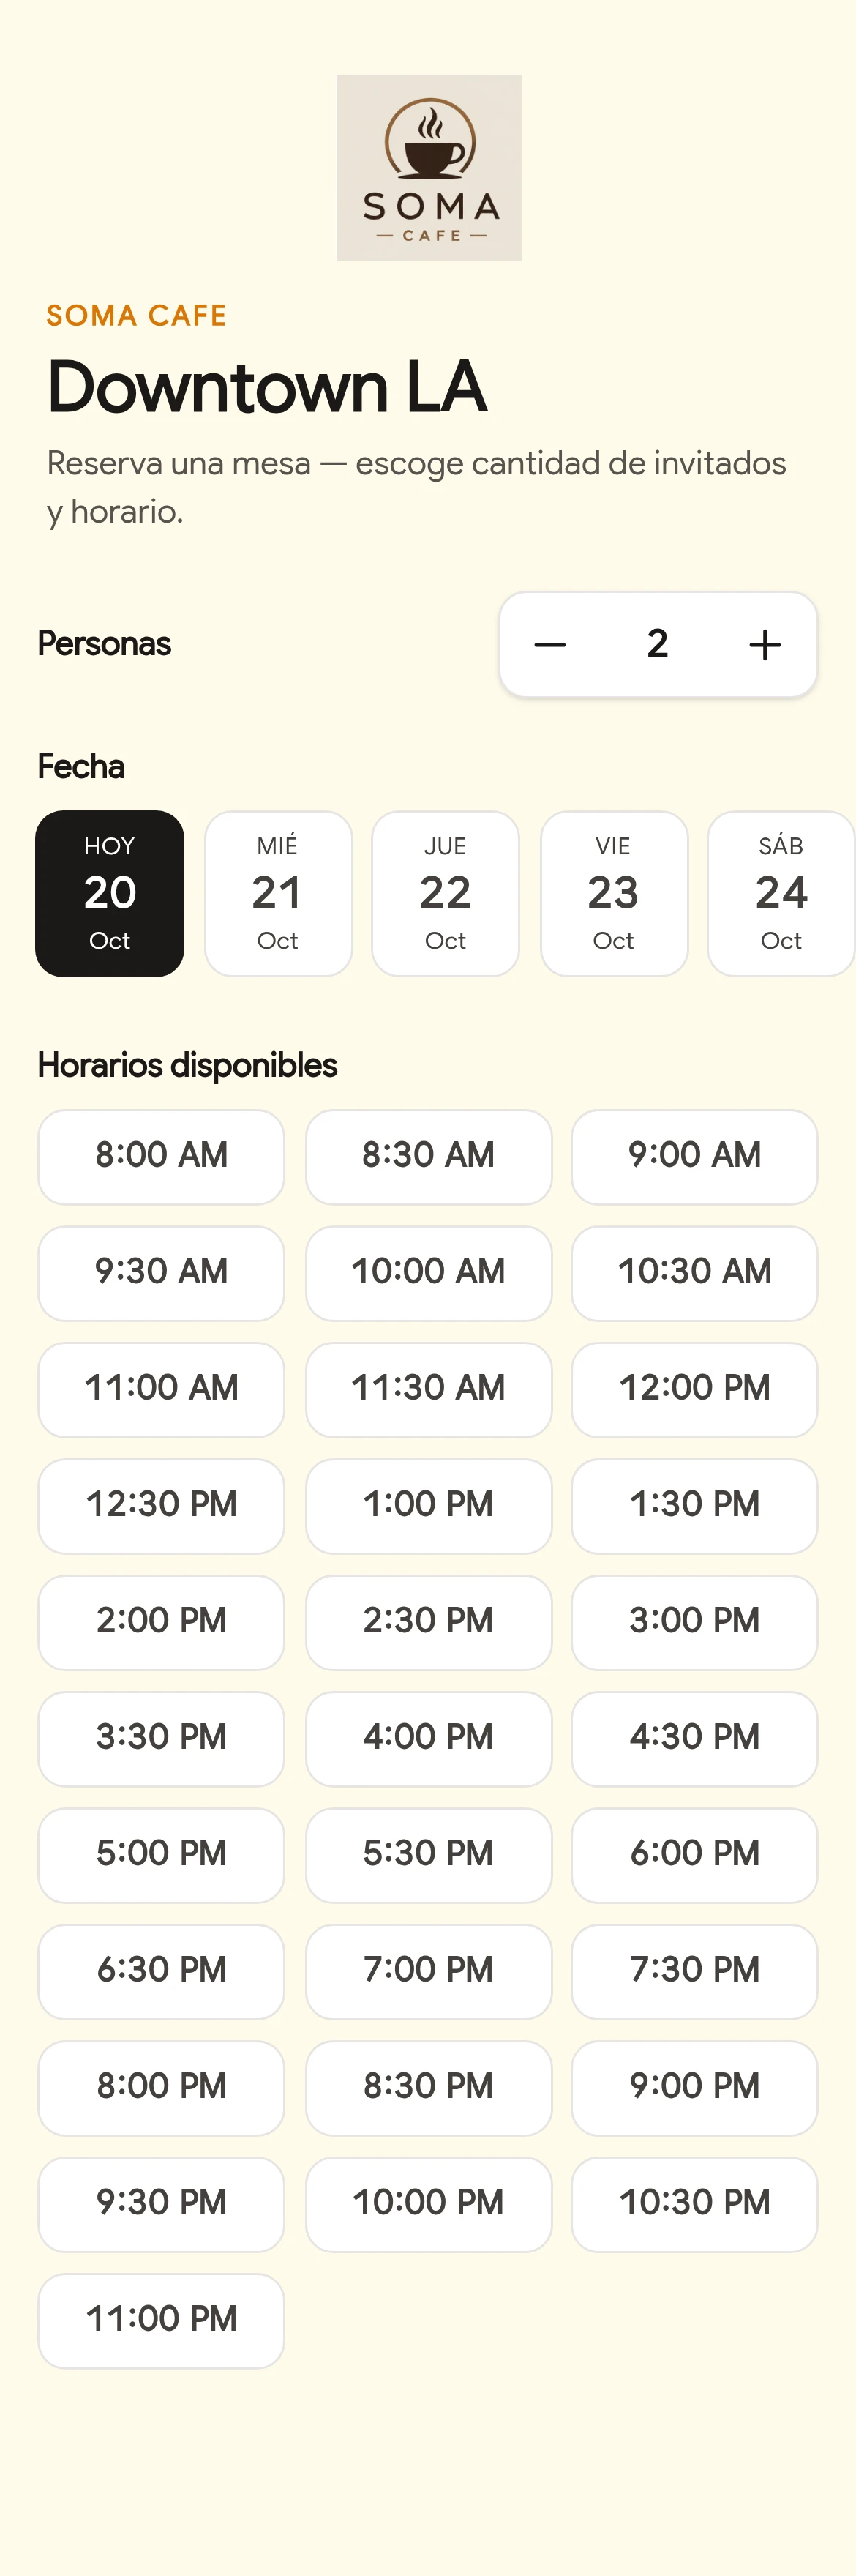 SOMA
CAFE
SOMA CAFE
Downtown LA
Reserva una mesa — escoge cantidad de invitados
y horario.
Personas
− 2 +
Fecha
HOY MIÉ JUE VIE SÁB
20 21 22 23 24
Oct Oct Oct Oct Oct
Horarios disponibles
8:00 AM 8:30 AM 9:00 AM
9:30 AM 10:00 AM 10:30 AM
11:00 AM 11:30 AM 12:00 PM
12:30 PM 1:00 PM 1:30 PM
2:00 PM 2:30 PM 3:00 PM
3:30 PM 4:00 PM 4:30 PM
5:00 PM 5:30 PM 6:00 PM
6:30 PM 7:00 PM 7:30 PM
8:00 PM 8:30 PM 9:00 PM
9:30 PM 10:00 PM 10:30 PM
11:00 PM